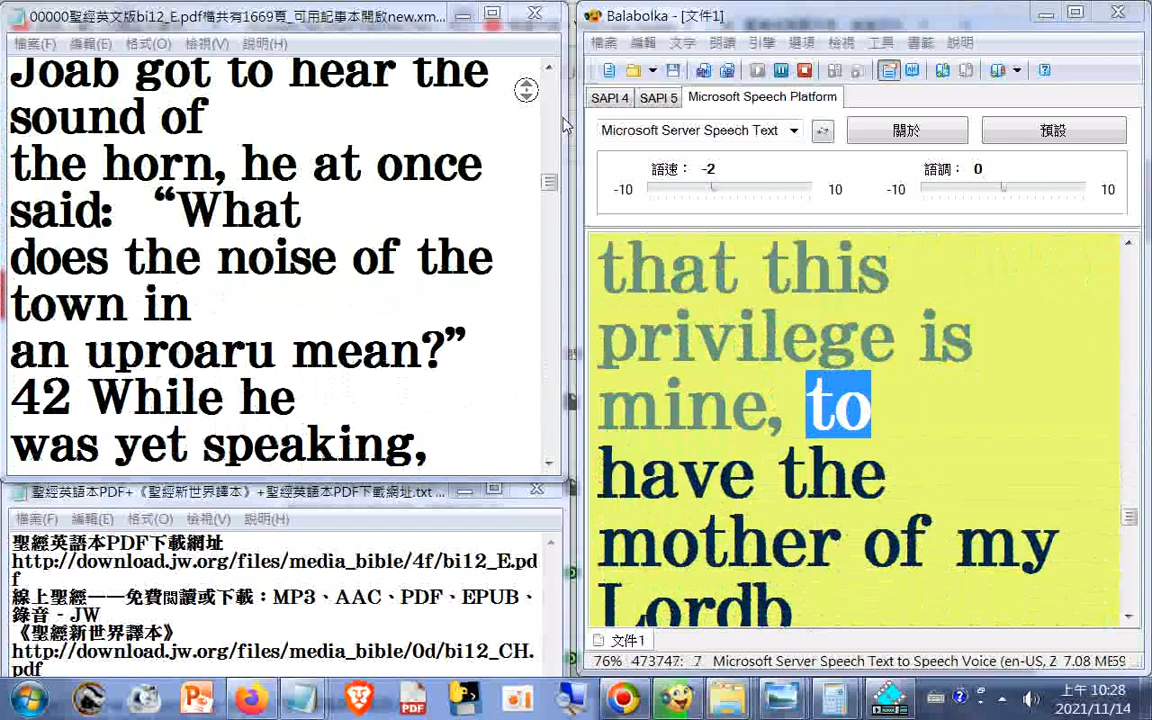 00000聖經英文版bi12_E.pdf檔共有1669頁_可用記事本開啟new.xm...
檔案(F) 編輯(E) 格式(O) 檢視(V) 說明(H)
Joab got to hear the
sound of
the horn, he at once
said: “What
does the noise of the
town in
an uproaru mean?”
42 While he
was yet speaking,
聖經英語本PDF+《聖經新世界譯本》+聖經英語本PDF下載網址.txt ...
檔案(F) 編輯(E) 格式(O) 檢視(V) 說明(H)
聖經英語本PDF下載網址
http://download.jw.org/files/media_bible/4f/bi12_E.pd
f
線上聖經——免費閱讀或下載：MP3、AAC、PDF、EPUB、
錄音 - JW
《聖經新世界譯本》
http://download.jw.org/files/media_bible/0d/bi12_CH.
pdf
Balabolka - [文件1]
檔案 編輯 文字 朗讀 引擎 選項 檢視 工具 書籤 說明
SAPI 4 SAPI 5 Microsoft Speech Platform
Microsoft Server Speech Text 關於 預設
語速： -2 語調： 0
-10 10 -10 10
that this
privilege is
mine, to
have the
mother of my
Lordb
文件1
76% 473747: 7 Microsoft Server Speech Text to Speech Voice (en-US, Z 7.08 ME59
PDF
上午 10:28
2021/11/14